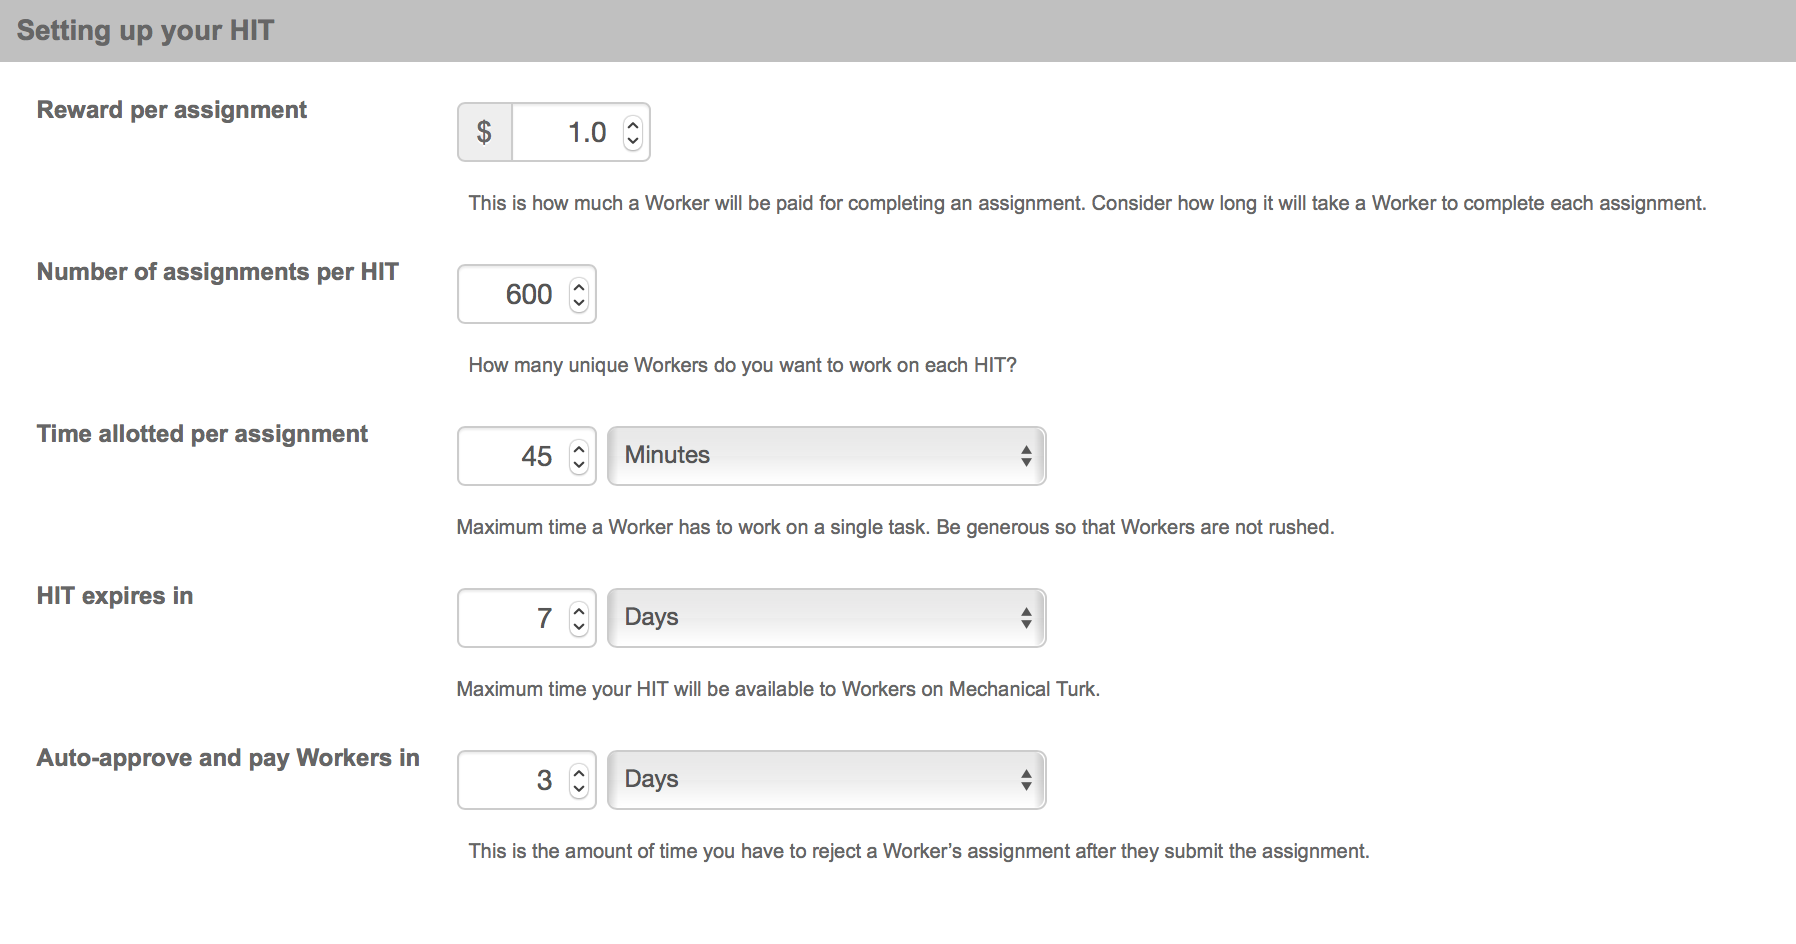 Setting up your HIT
Reward per assignment
$ 1.0
This is how much a Worker will be paid for completing an assignment. Consider how long it will take a Worker to complete each assignment.
Number of assignments per HIT
600
How many unique Workers do you want to work on each HIT?
Time allotted per assignment
45 Minutes
Maximum time a Worker has to work on a single task. Be generous so that Workers are not rushed.
HIT expires in
7 Days
Maximum time your HIT will be available to Workers on Mechanical Turk.
Auto-approve and pay Workers in
3 Days
This is the amount of time you have to reject a Worker’s assignment after they submit the assignment.